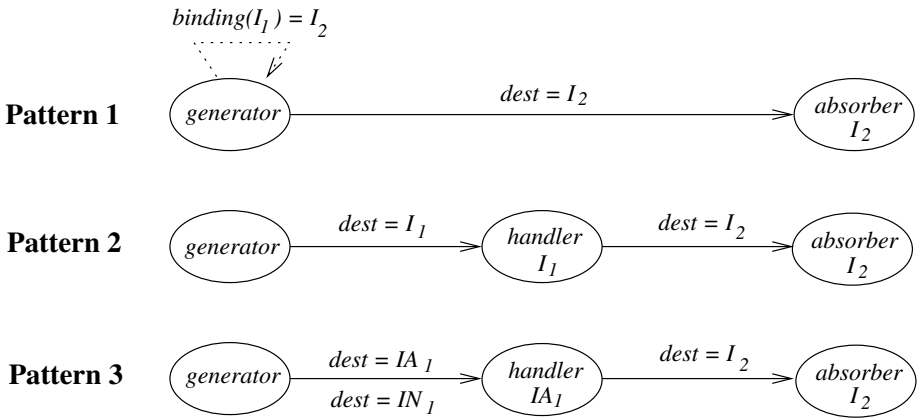 binding(I1) = I2
Pattern 1 generator dest = I2 absorber I2
Pattern 2 generator dest = I1 handler I1 dest = I2 absorber I2
Pattern 3 generator dest = IA1 dest = IN1 handler IA1 dest = I2 absorber I2